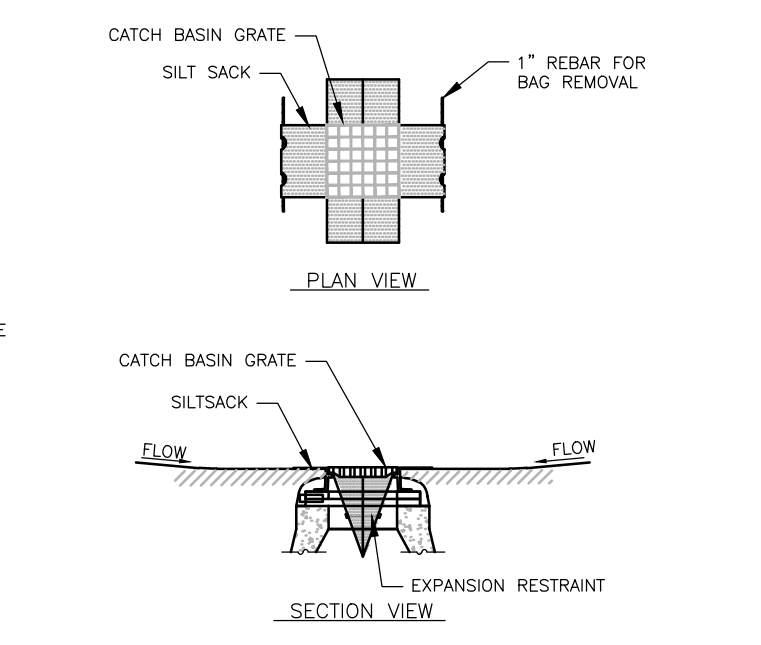 CATCH BASIN GRATE
SILT SACK
1" REBAR FOR
BAG REMOVAL
PLAN VIEW
E
CATCH BASIN GRATE
SILTSACK
FLOW
FLOW
EXPANSION RESTRAINT
SECTION VIEW